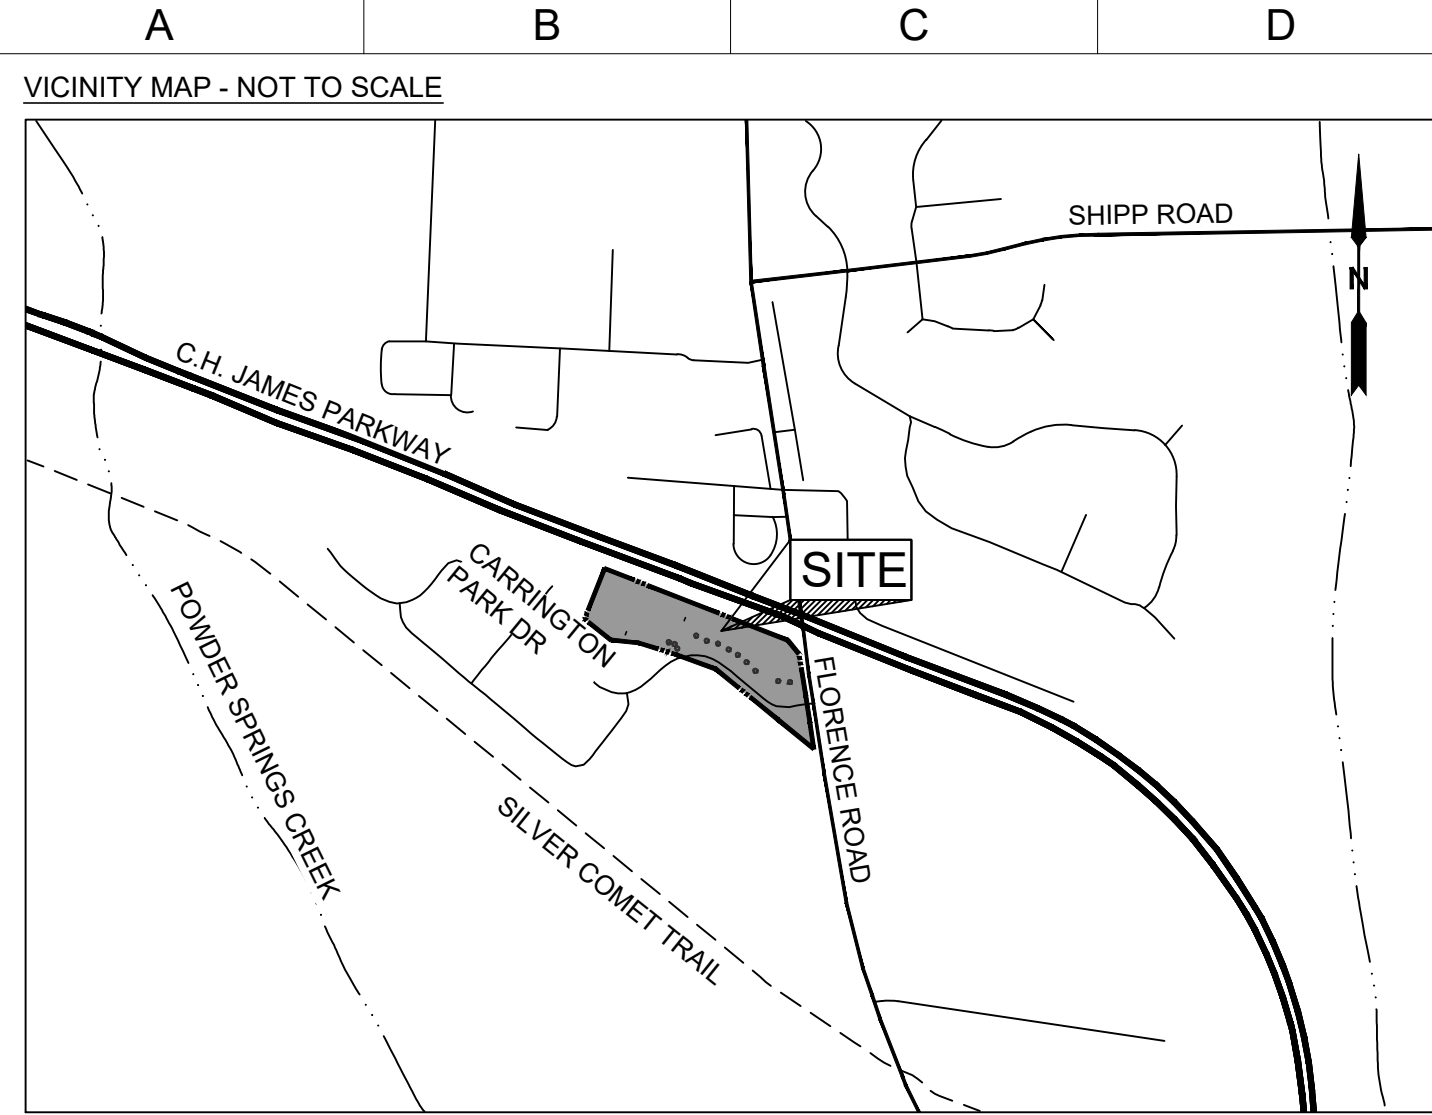 A B C D
VICINITY MAP - NOT TO SCALE
SHIPP ROAD
N
C.H. JAMES PARKWAY
SITE
CARRINGTON
PARK DR
POWDER SPRINGS CREEK
FLORENCE ROAD
SILVER COMET TRAIL